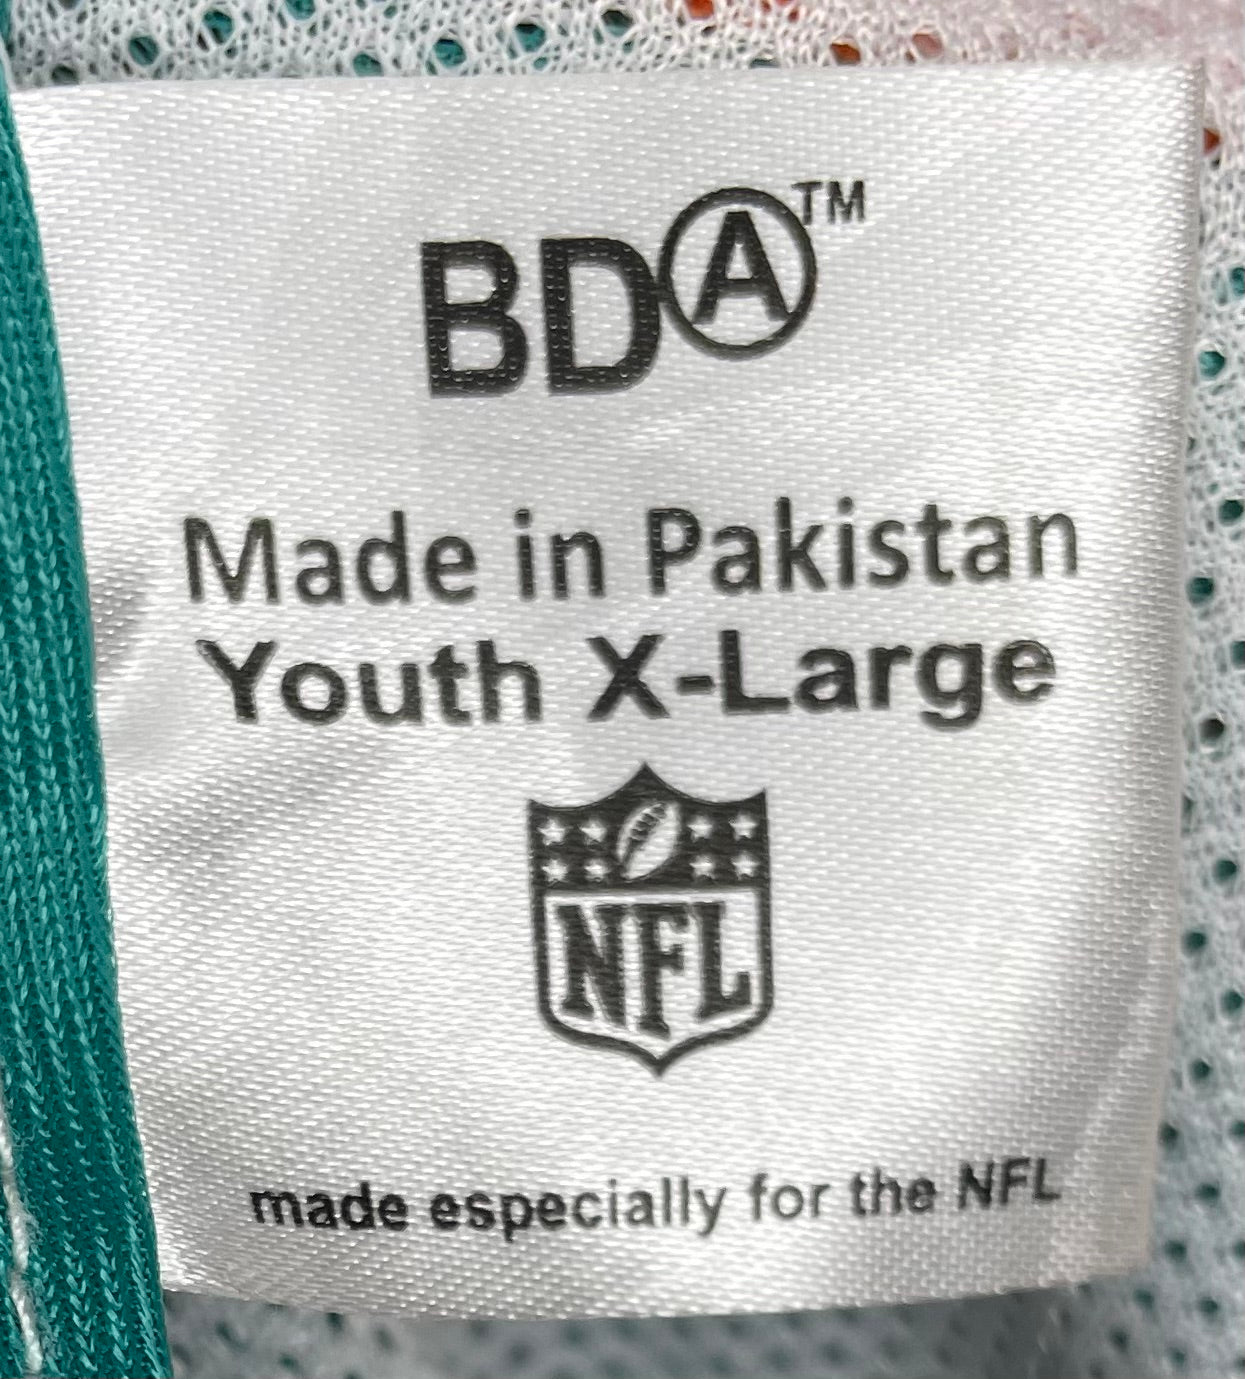 BDA™
Made in Pakistan
Youth X-Large
NFL
made especially for the NFL